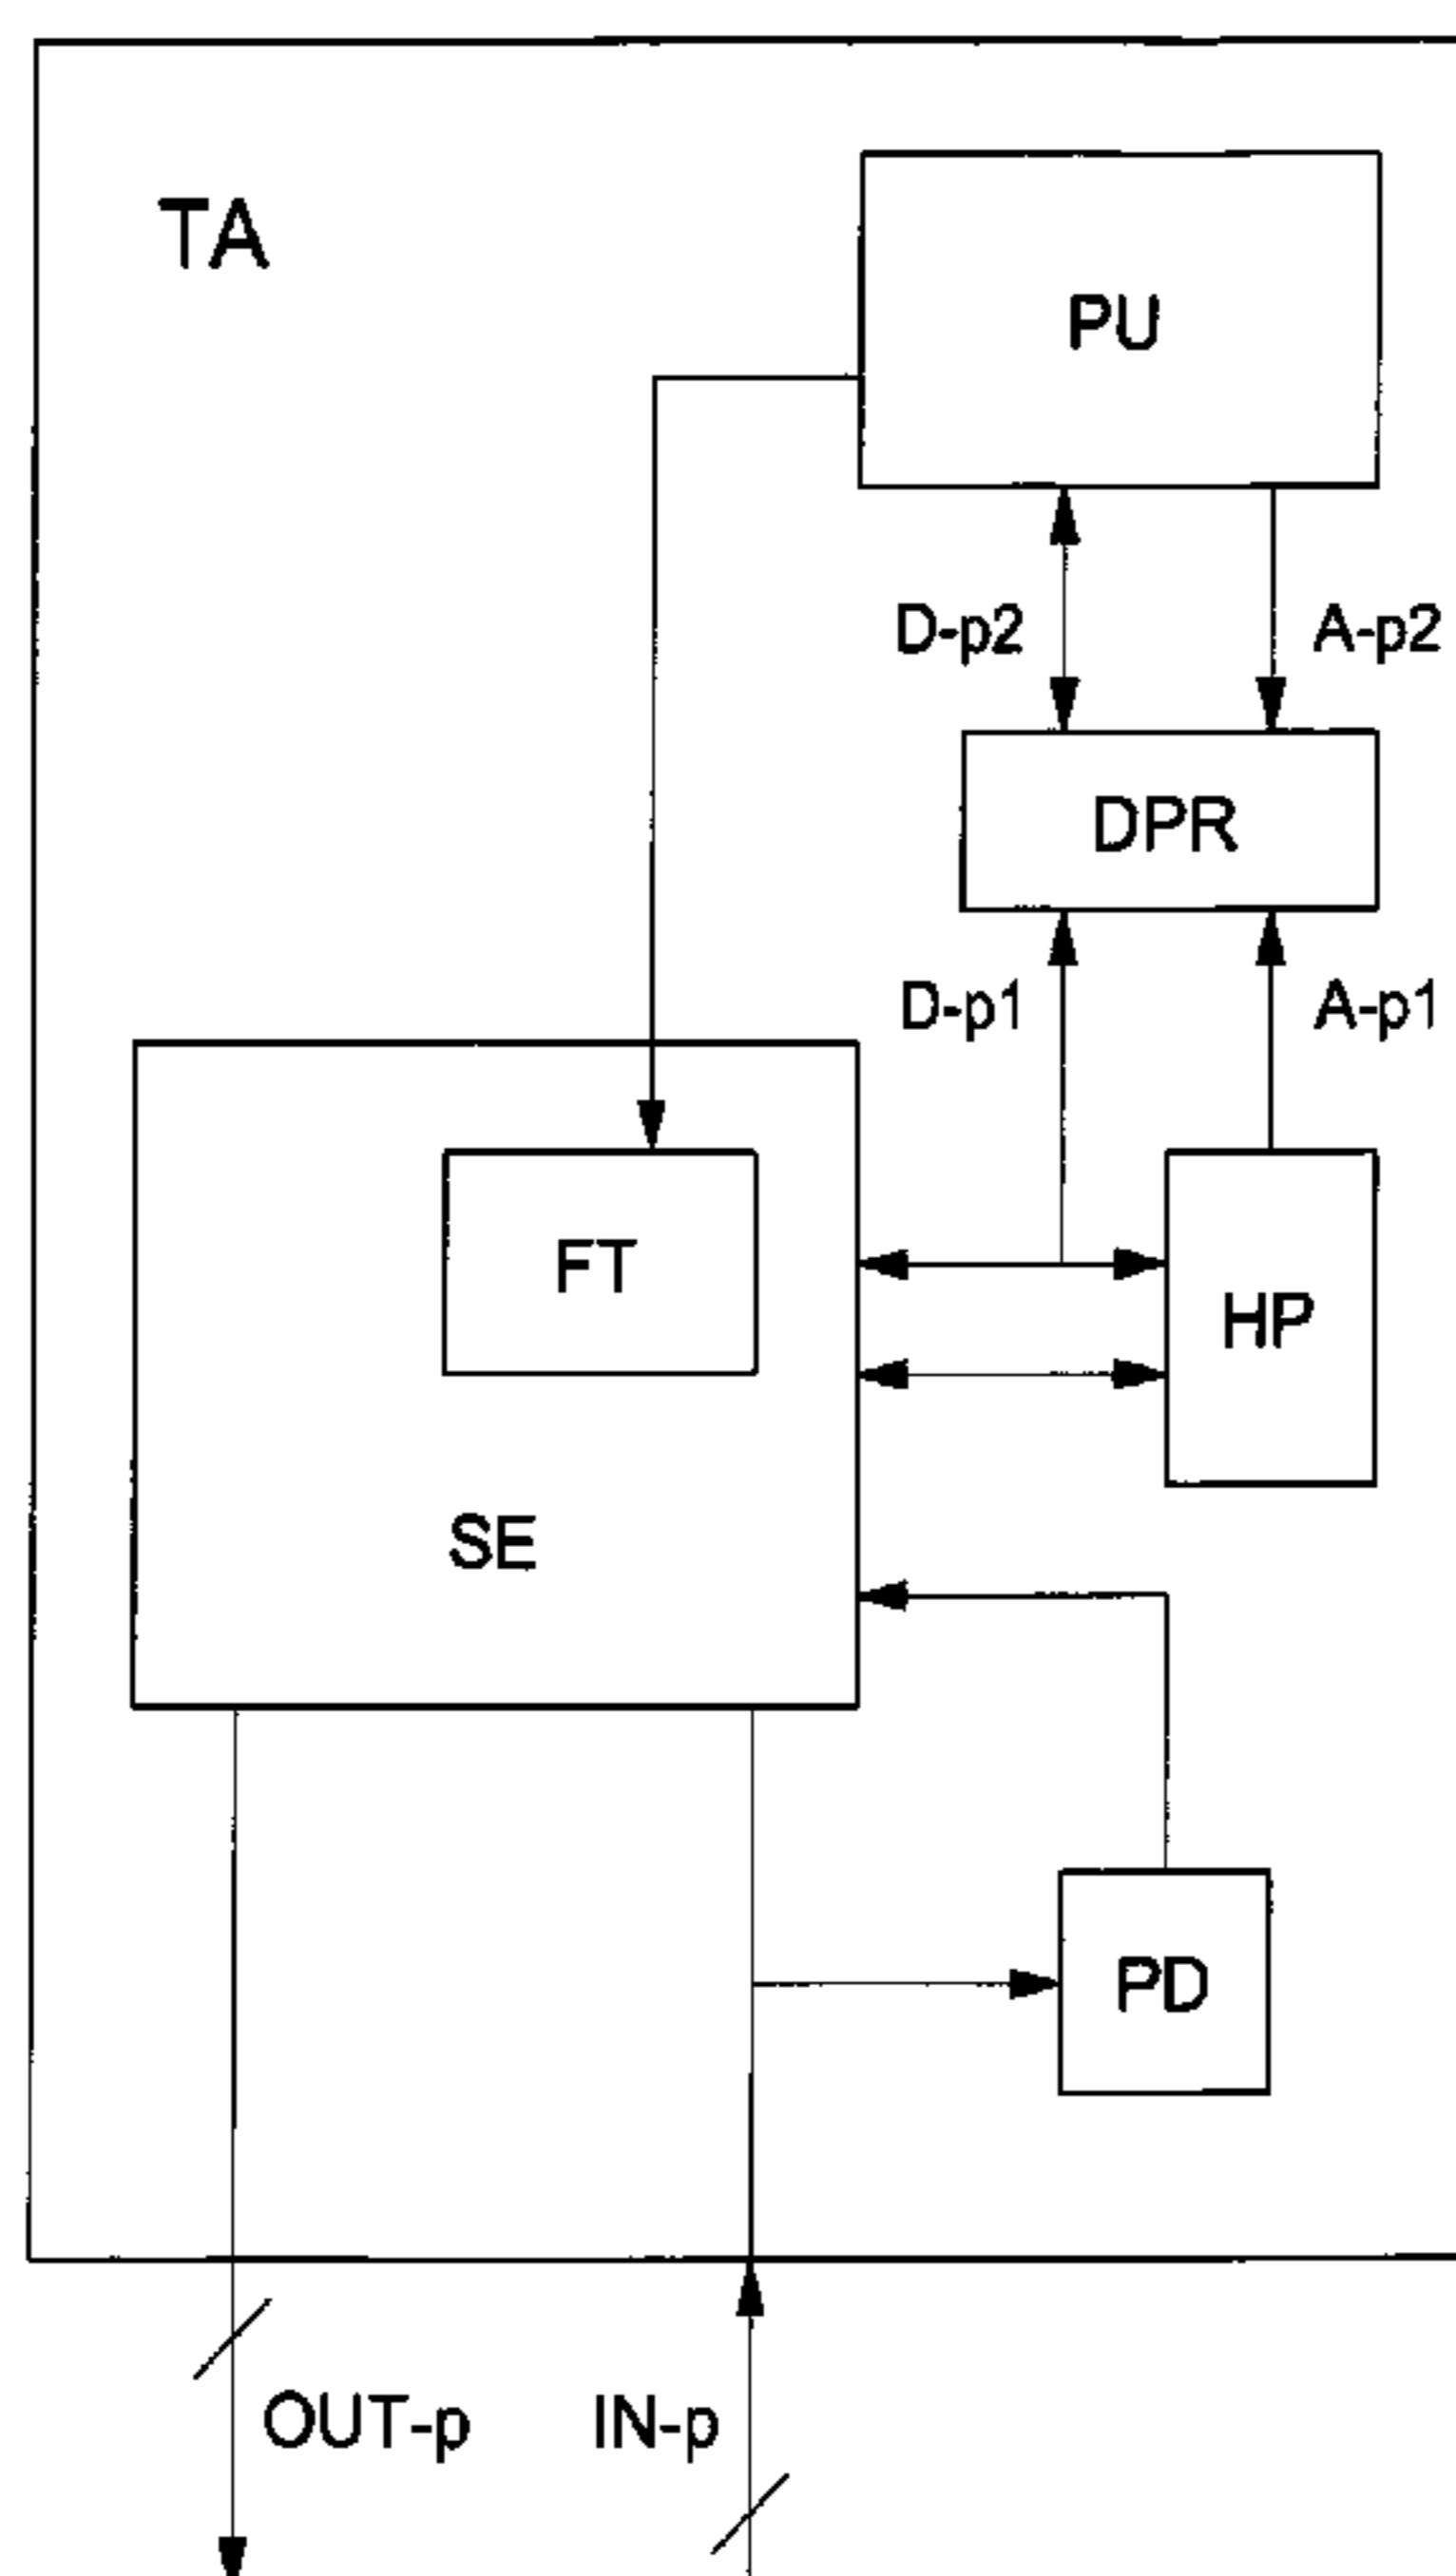 TA
PU
D-p2
A-p2
DPR
D-p1
A-p1
FT
HP
SE
PD
OUT-p
IN-p